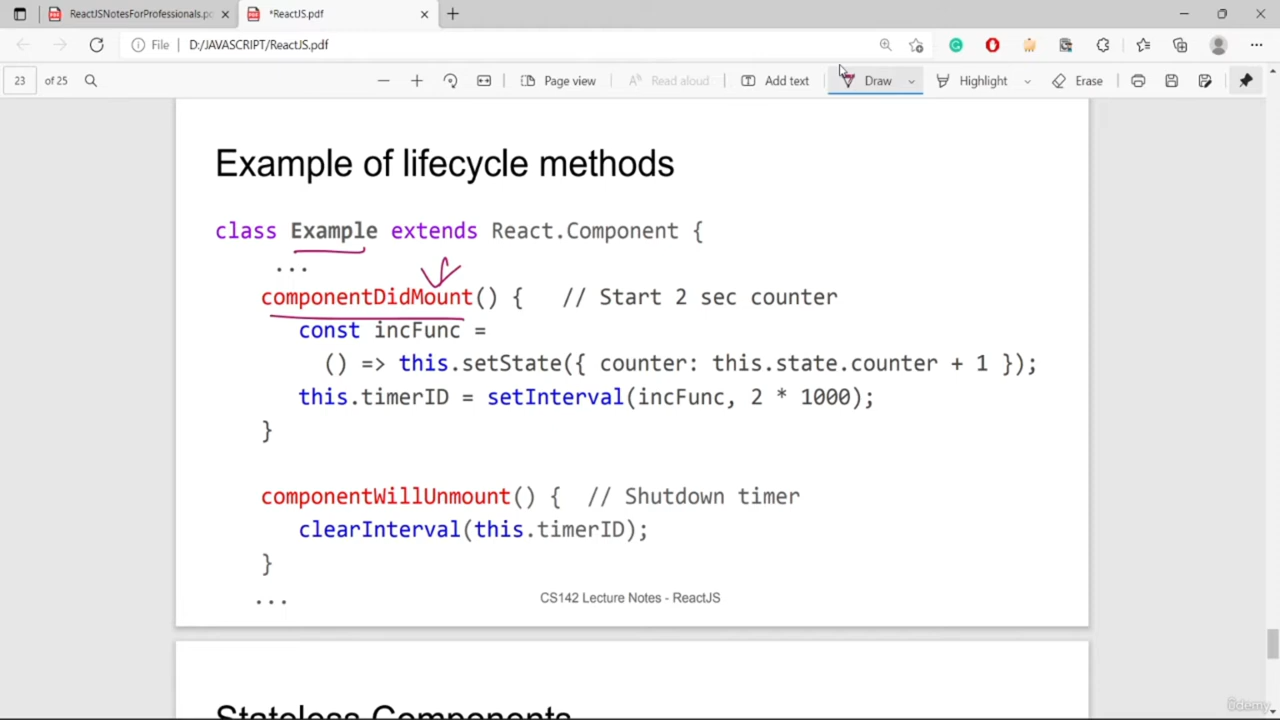 ReactJSNotesForProfessionals.p
*ReactJS.pdf
File
D:/JAVASCRIPT/ReactJS.pdf
23 of 25
Page view
Read aloud
Add text
Draw
Highlight
Erase
Example of lifecycle methods
class Example extends React.Component {
...
componentDidMount() { // Start 2 sec counter
const incFunc =
() => this.setState({ counter: this.state.counter + 1 });
this.timerID = setInterval(incFunc, 2 * 1000);
}
componentWillUnmount() { // Shutdown timer
clearInterval(this.timerID);
}
...
CS142 Lecture Notes - ReactJS
Stateless Components
Udemy